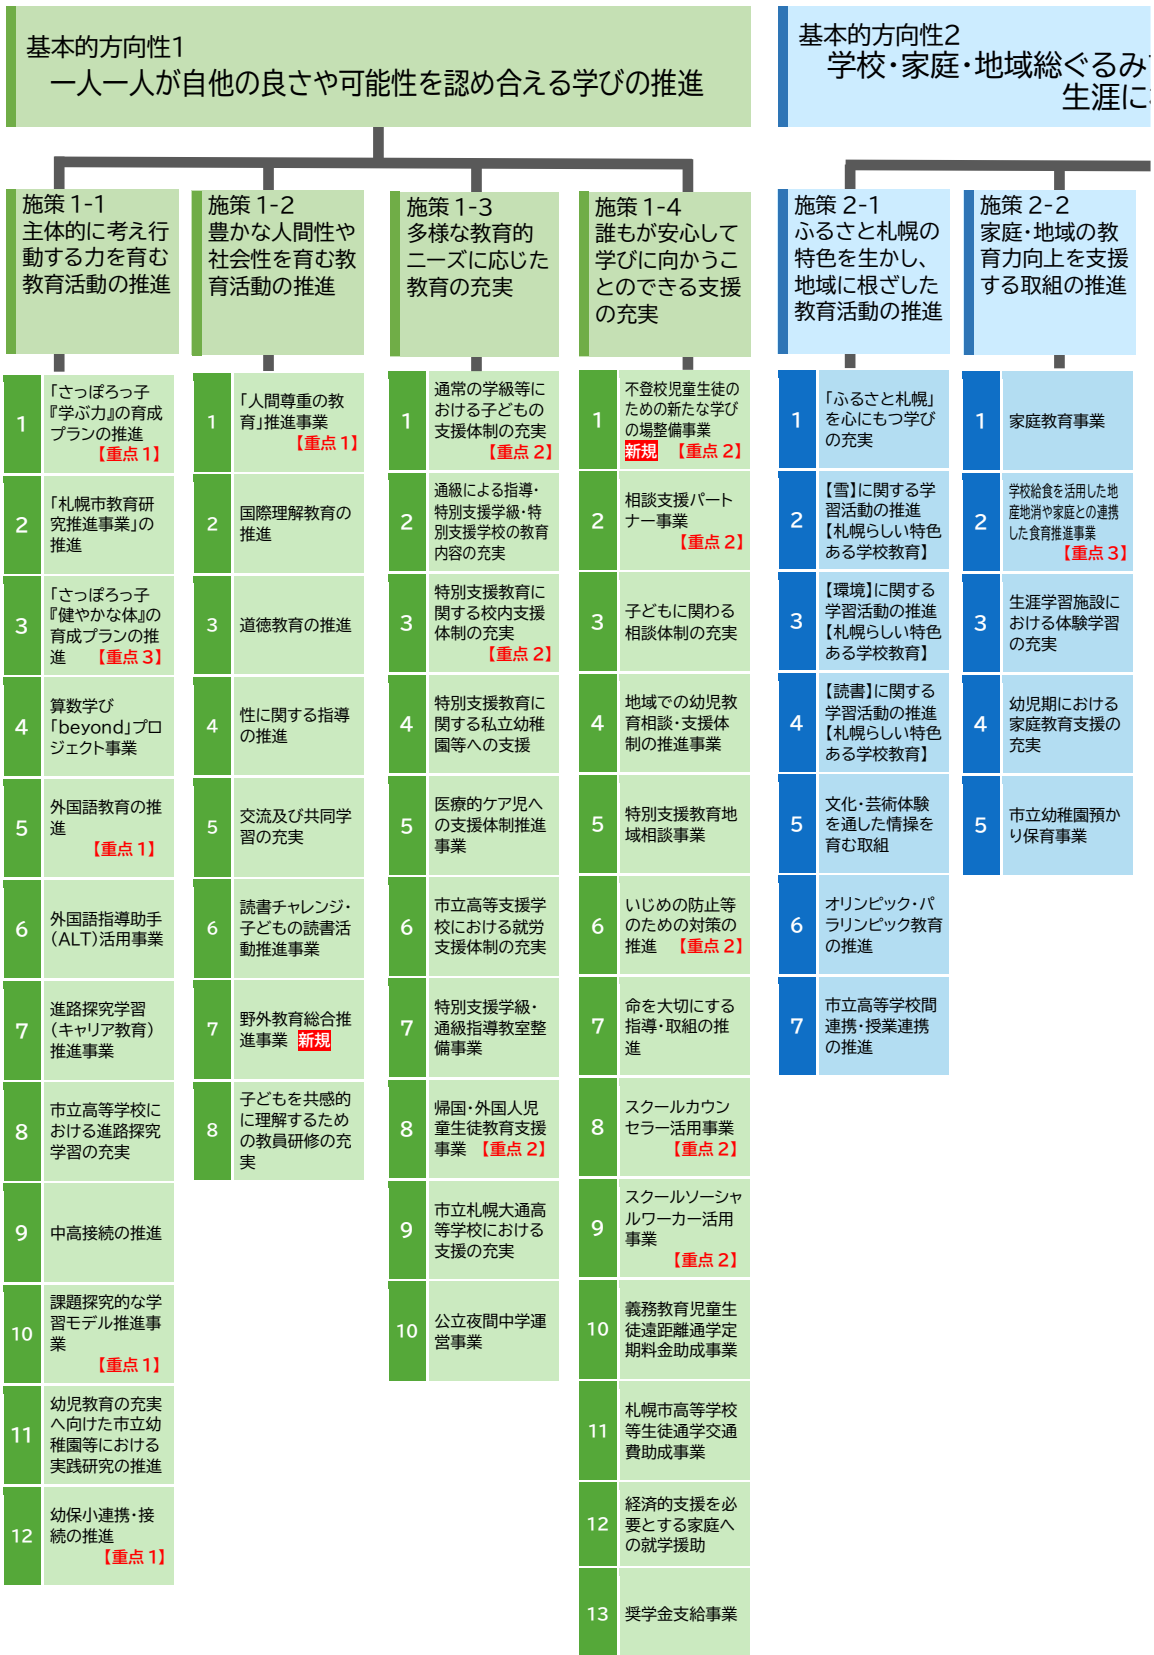 基本的方向性1
一人一人が自他の良さや可能性を認め合える学びの推進
施策 1-1
主体的に考え行
動する力を育む
教育活動の推進
1
「さっぽろっ子
『学ぶ力』の育成
プランの推進
【重点 1】
2
「札幌市教育研
究推進事業」の
推進
3
「さっぽろっ子
『健やかな体』の
育成プランの推
進 【重点 3】
4
算数学び
「beyond」プロ
ジェクト事業
5
外国語教育の推
進
【重点 1】
6
外国語指導助手
(ALT)活用事業
7
進路探究学習
(キャリア教育)
推進事業
8
市立高等学校に
おける進路探究
学習の充実
9
中高接続の推進
10
課題探究的な学
習モデル推進事
業
【重点 1】
11
幼児教育の充実
へ向けた市立幼
稚園等における
実践研究の推進
12
幼保小連携・接
続の推進
【重点 1】
施策 1-2
豊かな人間性や
社会性を育む教
育活動の推進
1
「人間尊重の教
育」推進事業
【重点 1】
2
国際理解教育の
推進
3
道徳教育の推進
4
性に関する指導
の推進
5
交流及び共同学
習の充実
6
読書チャレンジ・
子どもの読書活
動推進事業
7
野外教育総合推
進事業 新規
8
子どもを共感的
に理解するため
の教員研修の充
実
施策 1-3
多様な教育的
ニーズに応じた
教育の充実
1
通常の学級等に
おける子どもの
支援体制の充実
【重点 2】
2
通級による指導・
特別支援学級・特
別支援学校の教育
内容の充実
3
特別支援教育に
関する校内支援
体制の充実
【重点 2】
4
特別支援教育に
関する私立幼稚
園等への支援
5
医療的ケア児へ
の支援体制推進
事業
6
市立高等支援学
校における就労
支援体制の充実
7
特別支援学級・
通級指導教室整
備事業
8
帰国・外国人児
童生徒教育支援
事業 【重点 2】
9
市立札幌大通高
等学校における
支援の充実
10
公立夜間中学運
営事業
施策 1-4
誰もが安心して
学びに向かうこ
とのできる支援
の充実
1
不登校児童生徒の
ための新たな学び
の場整備事業
新規 【重点 2】
2
相談支援パート
ナー事業
【重点 2】
3
子どもに関わる
相談体制の充実
4
地域での幼児教
育相談・支援体
制の推進事業
5
特別支援教育地
域相談事業
6
いじめの防止等
のための対策の
推進 【重点 2】
7
命を大切にする
指導・取組の推
進
8
スクールカウン
セラー活用事業
【重点 2】
9
スクールソーシャ
ルワーカー活用
事業
【重点 2】
10
義務教育児童生
徒遠距離通学定
期料金助成事業
11
札幌市高等学校
等生徒通学交通
費助成事業
12
経済的支援を必
要とする家庭へ
の就学援助
13
奨学金支給事業
基本的方向性2
学校・家庭・地域総ぐるみ
生涯に
施策 2-1
ふるさと札幌の
特色を生かし、
地域に根ざした
教育活動の推進
1
「ふるさと札幌」
を心にもつ学び
の充実
2
【雪】に関する学
習活動の推進
【札幌らしい特色
ある学校教育】
3
【環境】に関する
学習活動の推進
【札幌らしい特色
ある学校教育】
4
【読書】に関する
学習活動の推進
【札幌らしい特色
ある学校教育】
5
文化・芸術体験
を通した情操を
育む取組
6
オリンピック・パ
ラリンピック教育
の推進
7
市立高等学校間
連携・授業連携
の推進
施策 2-2
家庭・地域の教
育力向上を支援
する取組の推進
1
家庭教育事業
2
学校給食を活用した地
産地消や家庭との連携
した食育推進事業
【重点 3】
3
生涯学習施設に
おける体験学習
の充実
4
幼児期における
家庭教育支援の
充実
5
市立幼稚園預か
り保育事業